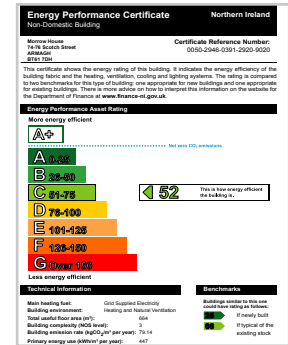 Energy Performance Certificate
Northern Ireland
Non-Domestic Building
Morrow House
74-76 Scotch Street
ARMAGH
BT61 7DH
Certificate Reference Number:
0050-2946-0391-2920-9020
This certificate shows the energy rating of this building. It indicates the energy efficiency of the
building fabric and the heating, ventilation, cooling and lighting systems. The rating is compared
to two benchmarks for this type of building: one appropriate for new buildings and one appropriate
for existing buildings. There is more advice on how to interpret this information on the website for
the Department of Finance at www.finance-ni.gov.uk.
Energy Performance Asset Rating
More energy efficient
A+
Net zero CO₂ emissions
A 0-25
B 26-50
C 51-75
52
This is how energy efficient
the building is.
D 76-100
E 101-125
F 126-150
G Over 150
Less energy efficient
Technical Information
Main heating fuel: Grid Supplied Electricity
Building environment: Heating and Natural Ventilation
Total useful floor area (m²): 664
Building complexity (NOS level): 3
Building emission rate (kgCO₂/m² per year): 79.14
Primary energy use (kWh/m² per year): 447
Benchmarks
Buildings similar to this one
could have rating as follows:
If newly built
If typical of the
existing stock